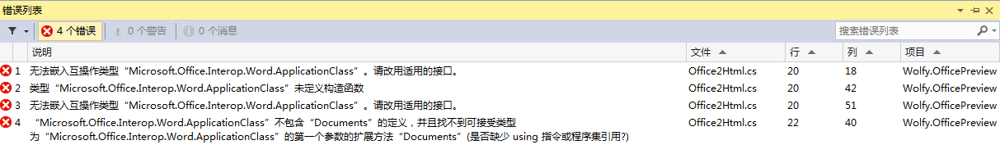 错误列表
4 个错误 0 个警告 0 个消息 搜索错误列表
说明 文件 行 列 项目
1 无法嵌入互操作类型“Microsoft.Office.Interop.Word.ApplicationClass”。请改用适用的接口。 Office2Html.cs 20 18 Wolfy.OfficePreview
2 类型“Microsoft.Office.Interop.Word.ApplicationClass”未定义构造函数 Office2Html.cs 20 42 Wolfy.OfficePreview
3 无法嵌入互操作类型“Microsoft.Office.Interop.Word.ApplicationClass”。请改用适用的接口。 Office2Html.cs 20 51 Wolfy.OfficePreview
4 “Microsoft.Office.Interop.Word.ApplicationClass”不包含“Documents”的定义，并且找不到可接受类型 Office2Html.cs 22 40 Wolfy.OfficePreview
为“Microsoft.Office.Interop.Word.ApplicationClass”的第一个参数的扩展方法“Documents”(是否缺少 using 指令或程序集引用?)